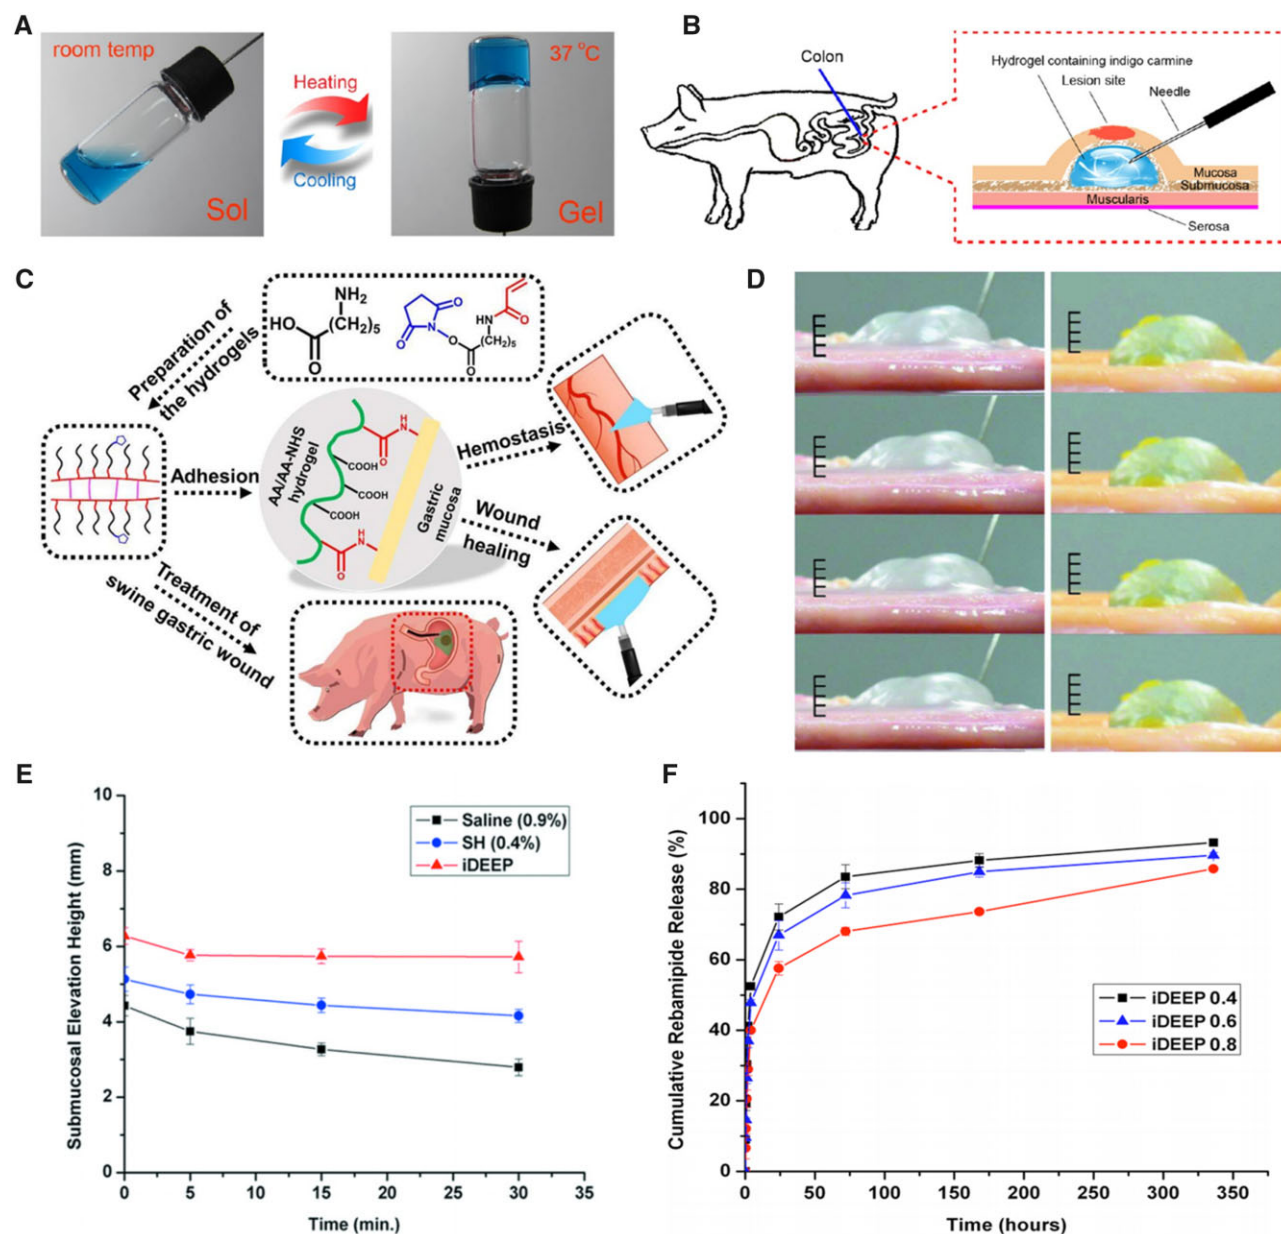 A
room temp
Heating
Cooling
Sol
37 °C
Gel
B
Colon
Hydrogel containing indigo carmine
Lesion site
Needle
Mucosa
Submucosa
Muscularis
Serosa
C
Preparation of
the hydrogels
NH2
HO
O
5
O
N
O
O
O
NH
O
5
Adhesion
AA/AA-NHS
hydrogel
H
N
O
COOH
COOH
COOH
H
N
O
Gastric
mucosa
Hemostasis
Wound
healing
Treatment of
swine gastric wound
D
E
Submucosal Elevation Height (mm)
10
8
6
4
2
0
Saline (0.9%)
SH (0.4%)
iDEEP
0
5
10
15
20
25
30
35
Time (min.)
F
Cumulative Rebamipide Release (%)
100
80
60
40
20
0
iDEEP 0.4
iDEEP 0.6
iDEEP 0.8
0
50
100
150
200
250
300
350
Time (hours)